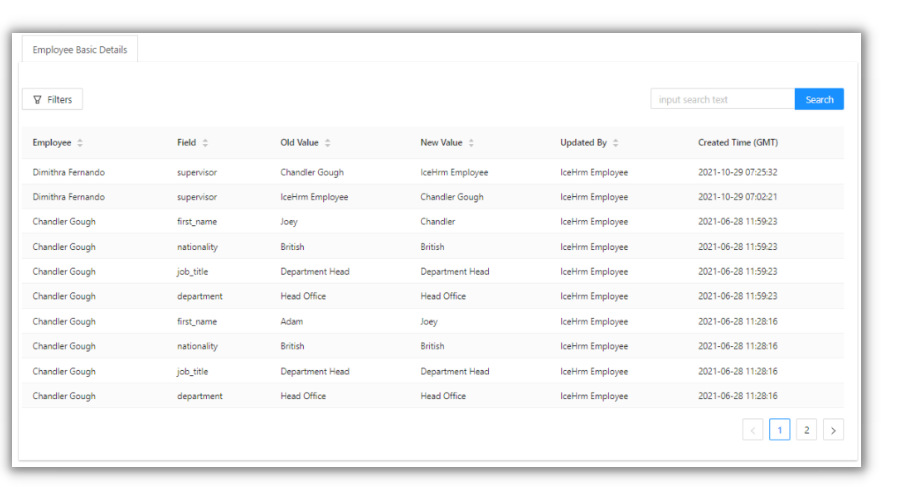 Employee Basic Details
Filters
input search text Search
Employee Field Old Value New Value Updated By Created Time (GMT)
Dimithra Fernando supervisor Chandler Gough IceHrm Employee IceHrm Employee 2021-10-29 07:25:32
Dimithra Fernando supervisor IceHrm Employee Chandler Gough IceHrm Employee 2021-10-29 07:02:21
Chandler Gough first_name Joey Chandler IceHrm Employee 2021-06-28 11:59:23
Chandler Gough nationality British British IceHrm Employee 2021-06-28 11:59:23
Chandler Gough job_title Department Head Department Head IceHrm Employee 2021-06-28 11:59:23
Chandler Gough department Head Office Head Office IceHrm Employee 2021-06-28 11:59:23
Chandler Gough first_name Adam Joey IceHrm Employee 2021-06-28 11:28:16
Chandler Gough nationality British British IceHrm Employee 2021-06-28 11:28:16
Chandler Gough job_title Department Head Department Head IceHrm Employee 2021-06-28 11:28:16
Chandler Gough department Head Office Head Office IceHrm Employee 2021-06-28 11:28:16
< 1 2 >